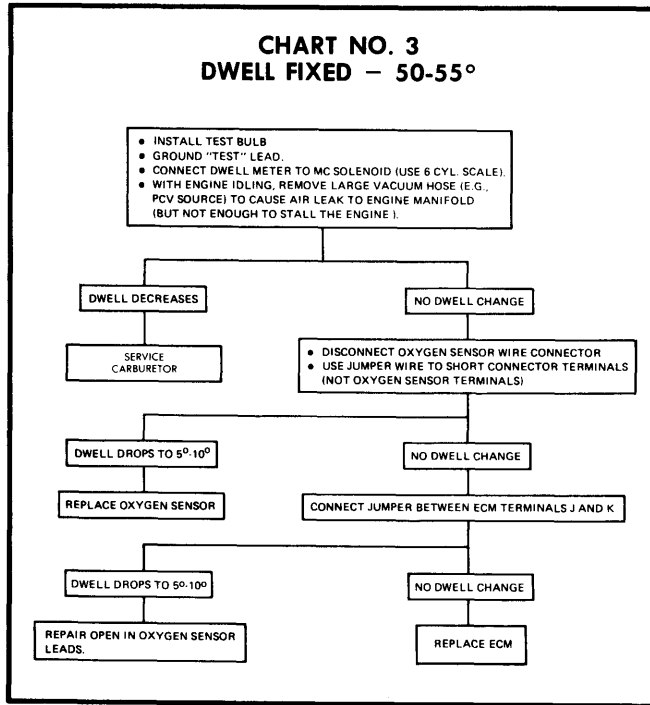 CHART NO. 3
DWELL FIXED – 50-55°
• INSTALL TEST BULB
• GROUND "TEST" LEAD.
• CONNECT DWELL METER TO MC SOLENOID (USE 6 CYL. SCALE).
• WITH ENGINE IDLING, REMOVE LARGE VACUUM HOSE (E.G.,
PCV SOURCE) TO CAUSE AIR LEAK TO ENGINE MANIFOLD
(BUT NOT ENOUGH TO STALL THE ENGINE ).
DWELL DECREASES
NO DWELL CHANGE
SERVICE
CARBURETOR
• DISCONNECT OXYGEN SENSOR WIRE CONNECTOR
• USE JUMPER WIRE TO SHORT CONNECTOR TERMINALS
(NOT OXYGEN SENSOR TERMINALS)
DWELL DROPS TO 5°-10°
NO DWELL CHANGE
REPLACE OXYGEN SENSOR
CONNECT JUMPER BETWEEN ECM TERMINALS J AND K
DWELL DROPS TO 5°-10°
NO DWELL CHANGE
REPAIR OPEN IN OXYGEN SENSOR
LEADS.
REPLACE ECM